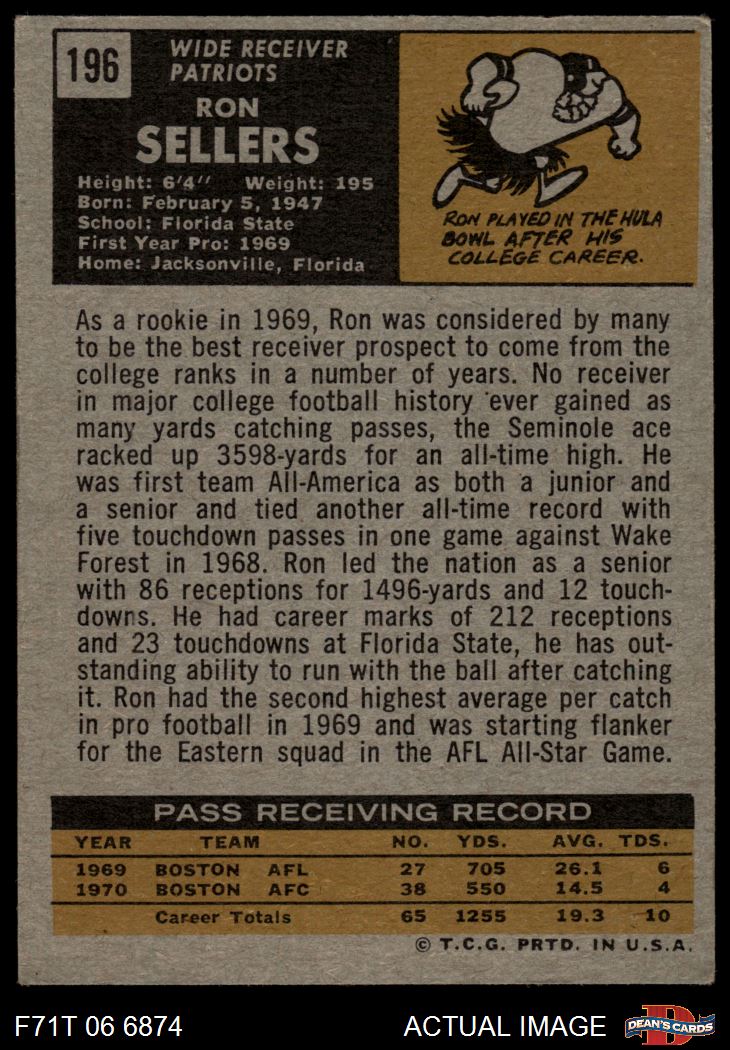 196
WIDE RECEIVER
PATRIOTS
RON
SELLERS
Height: 6'4" Weight: 195
Born: February 5, 1947
School: Florida State
First Year Pro: 1969
Home: Jacksonville, Florida
RON PLAYED IN THE HULA
BOWL AFTER HIS
COLLEGE CAREER.
As a rookie in 1969, Ron was considered by many
to be the best receiver prospect to come from the
college ranks in a number of years. No receiver
in major college football history ever gained as
many yards catching passes, the Seminole ace
racked up 3598-yards for an all-time high. He
was first team All-America as both a junior and
a senior and tied another all-time record with
five touchdown passes in one game against Wake
Forest in 1968. Ron led the nation as a senior
with 86 receptions for 1496-yards and 12 touch-
downs. He had career marks of 212 receptions
and 23 touchdowns at Florida State, he has out-
standing ability to run with the ball after catching
it. Ron had the second highest average per catch
in pro football in 1969 and was starting flanker
for the Eastern squad in the AFL All-Star Game.
PASS RECEIVING RECORD
YEAR TEAM NO. YDS. AVG. TDS.
1969 BOSTON AFL 27 705 26.1 6
1970 BOSTON AFC 38 550 14.5 4
Career Totals 65 1255 19.3 10
© T.C.G. PRTD. IN U.S.A.
F71T 06 6874 ACTUAL IMAGE D DEAN'S CARDS